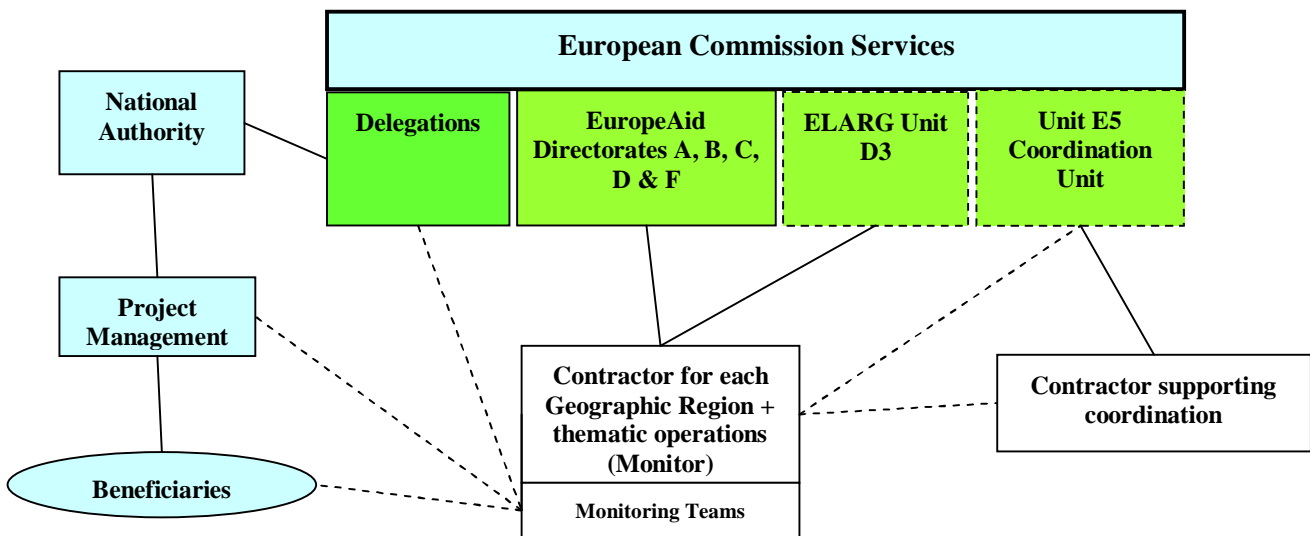 European Commission Services
National
Authority
Delegations
EuropeAid
Directorates A, B, C,
D & F
ELARG Unit
D3
Unit E5
Coordination
Unit
Project
Management
Contractor for each
Geographic Region +
thematic operations
(Monitor)
Contractor supporting
coordination
Beneficiaries
Monitoring Teams